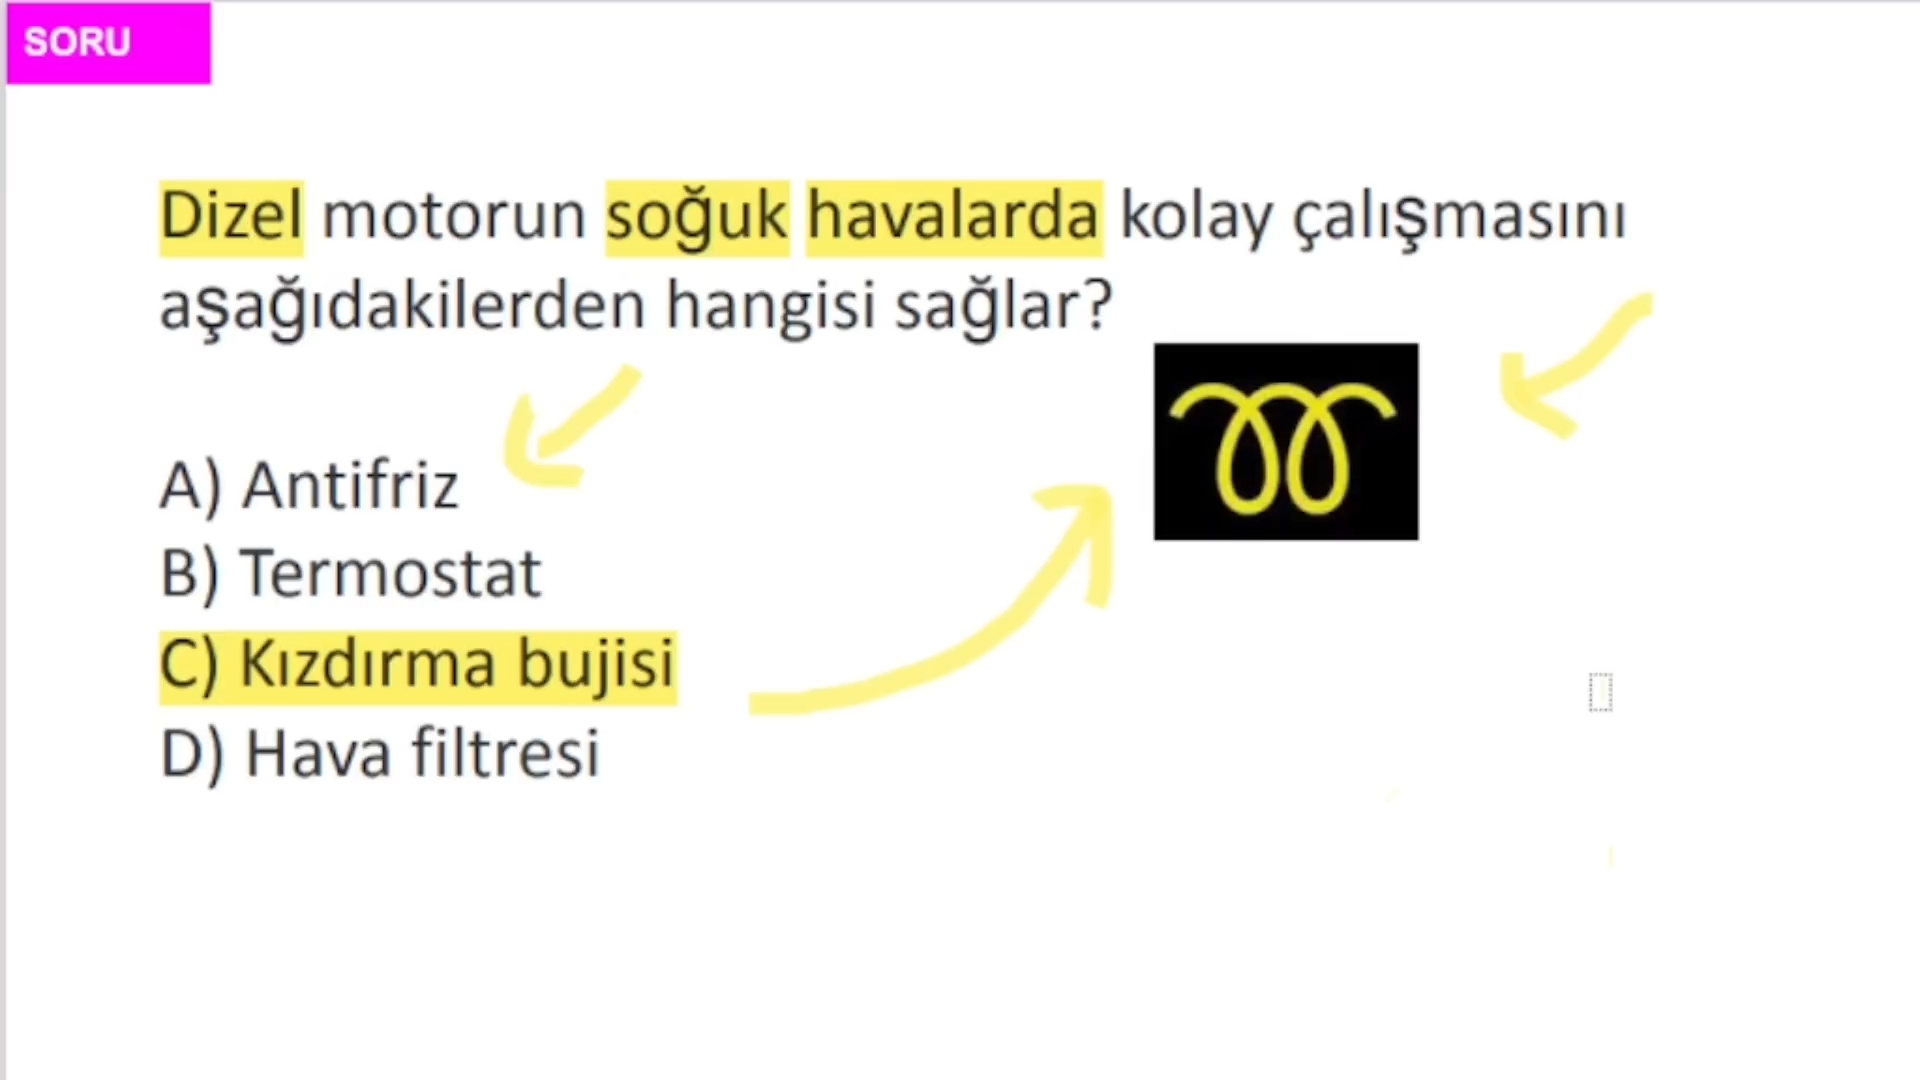 SORU
Dizel motorun soğuk havalarda kolay çalışmasını
aşağıdakilerden hangisi sağlar?
A) Antifriz
B) Termostat
C) Kızdırma bujisi
D) Hava filtresi